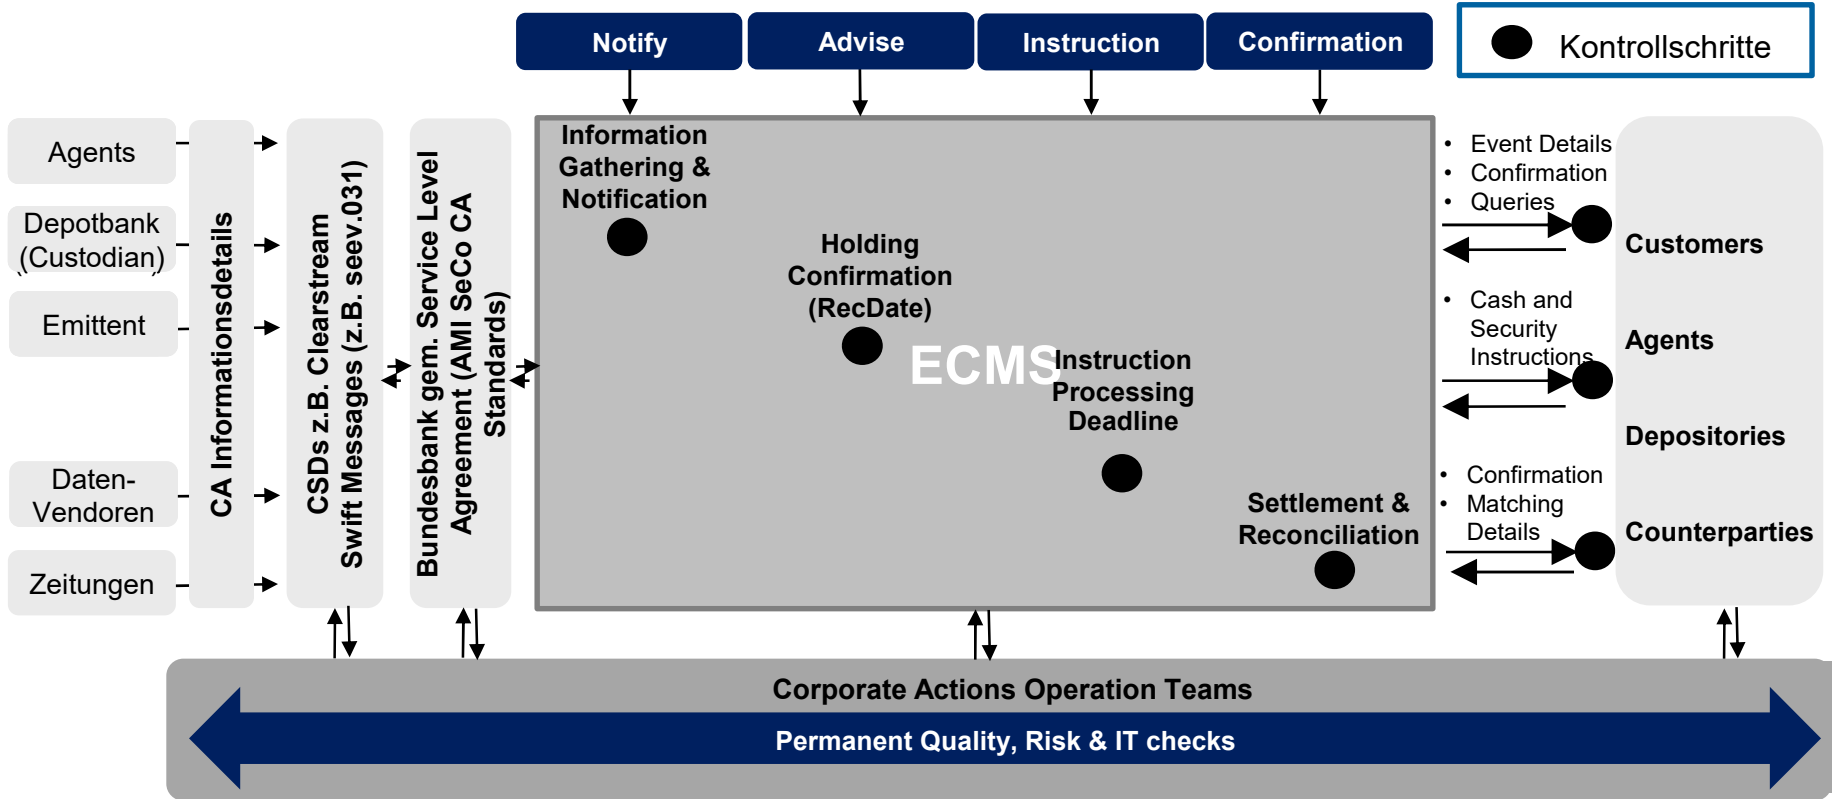 Notify
Advise
Instruction
Confirmation
Kontrollschritte
Agents
Depotbank
(Custodian)
Emittent
Daten-
Vendoren
Zeitungen
CA Informationsdetails
CSDs z.B. Clearstream
Swift Messages (z.B. seev.031)
Bundesbank gem. Service Level
Agreement (AMI SeCo CA
Standards)
Information
Gathering &
Notification
Holding
Confirmation
(RecDate)
ECMS
Instruction
Processing
Deadline
Settlement &
Reconciliation
• Event Details
• Confirmation
• Queries
• Cash and
Security
Instructions
• Confirmation
• Matching
Details
Customers
Agents
Depositories
Counterparties
Corporate Actions Operation Teams
Permanent Quality, Risk & IT checks